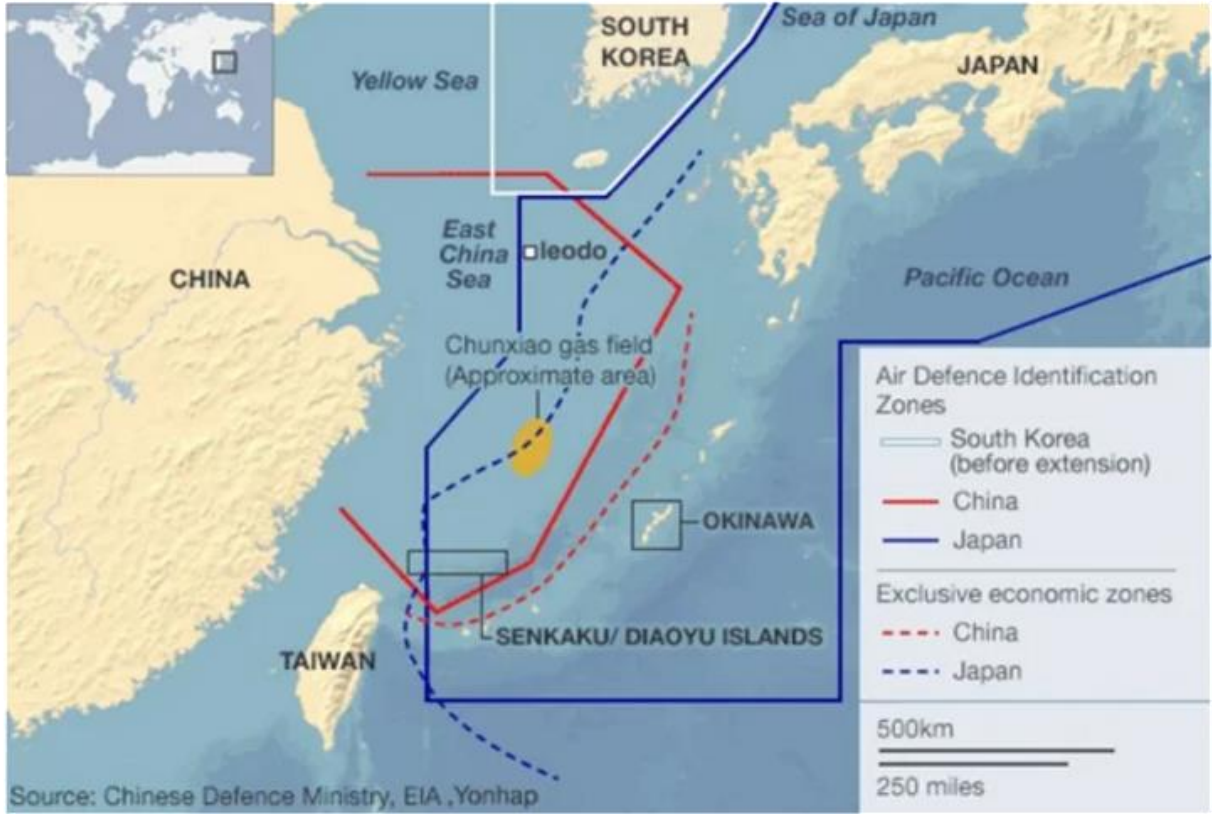 SOUTH
KOREA
Sea of Japan
JAPAN
Yellow Sea
East
China
Sea
leodo
CHINA
Pacific Ocean
Chunxiao gas field
(Approximate area)
OKINAWA
SENKAKU/ DIAOYU ISLANDS
TAIWAN
Air Defence Identification
Zones
South Korea
(before extension)
China
Japan
Exclusive economic zones
China
Japan
500km
250 miles
Source: Chinese Defence Ministry, EIA ,Yonhap